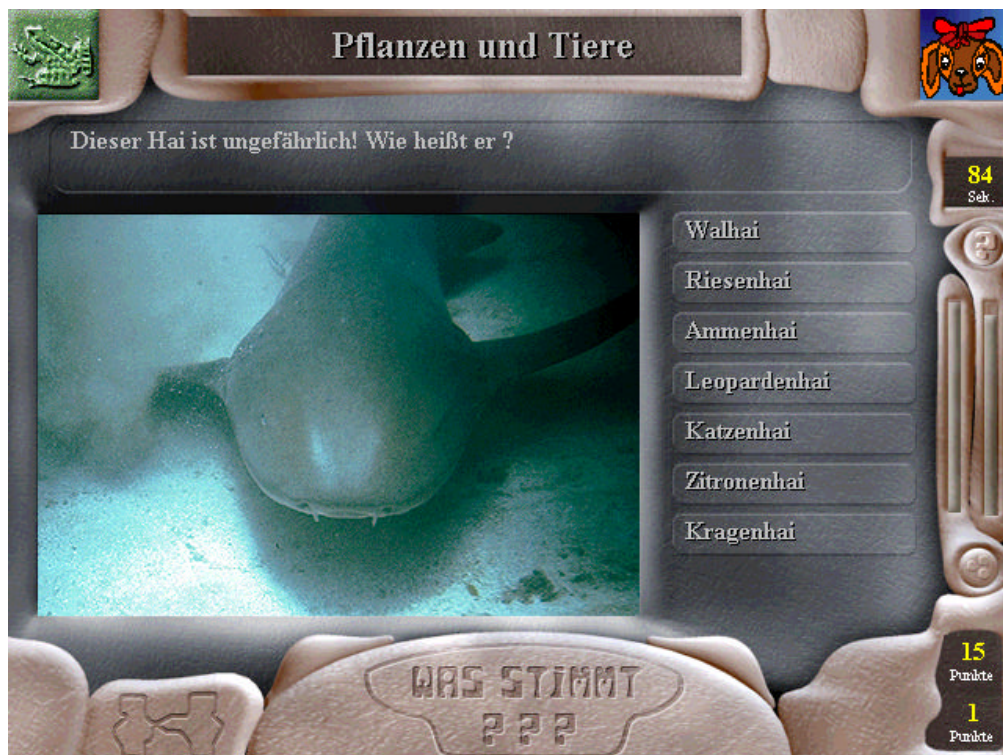 Pflanzen und Tiere
Dieser Hai ist ungefährlich! Wie heißt er ?
84
Sek.
Walhai
Riesenhai
Ammenhai
Leopardenhai
Katzenhai
Zitronenhai
Kragenhai
WAS STIMMT
? ? ?
15
Punkte
1
Punkte